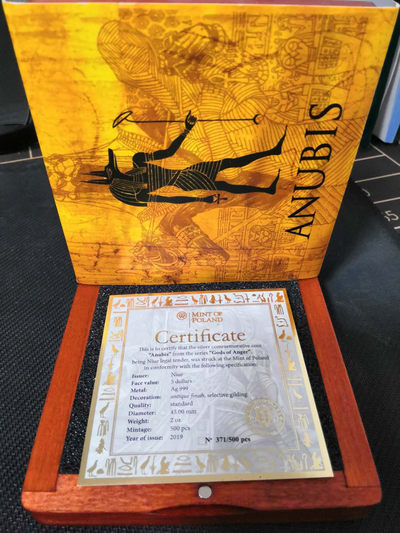 ANUBIS
MINT OF
POLAND
Certificate
This is to certify that the silver commemorative coin
"Anubis" from the series "Gods of Anger",
being Niue legal tender, was struck at the Mint of Poland
in conformity with the following specification:
Issuer: Niue
Face value: 5 dollars
Metal: Ag 999
Decoration: antique finish, selective gilding
Quality: standard
Diameter: 45.00 mm
Weight: 2 oz
Mintage: 500 pcs
Year of issue: 2019 Nº 371/500 pcs